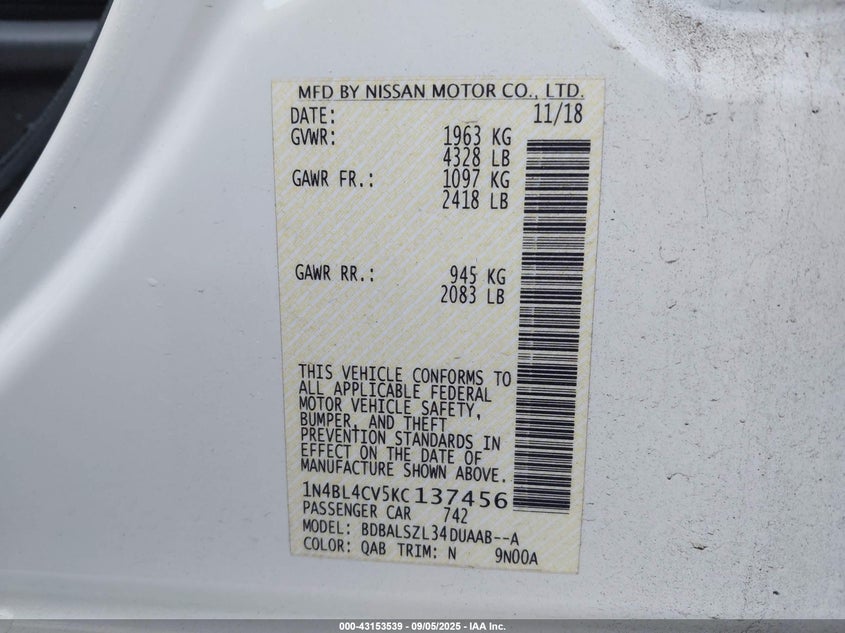 MFD BY NISSAN MOTOR CO., LTD.
DATE: 11/18
GVWR: 1963 KG
4328 LB
GAWR FR.: 1097 KG
2418 LB
GAWR RR.: 945 KG
2083 LB
THIS VEHICLE CONFORMS TO
ALL APPLICABLE FEDERAL
MOTOR VEHICLE SAFETY,
BUMPER, AND THEFT
PREVENTION STANDARDS IN
EFFECT ON THE DATE OF
MANUFACTURE SHOWN ABOVE.
1N4BL4CV5KC137456
PASSENGER CAR 742
MODEL: BDBALSZL34DUAAB--A
COLOR: QAB TRIM: N 9N00A
000-43153539 - 09/05/2025 - IAA Inc.